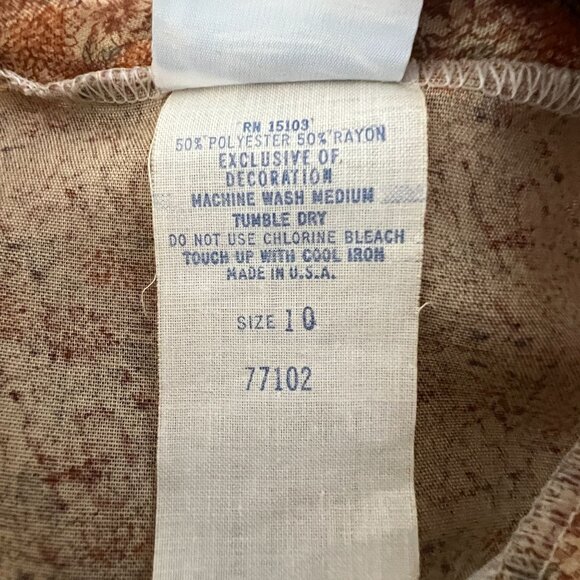 RN 15103
50% POLYESTER 50% RAYON
EXCLUSIVE OF
DECORATION
MACHINE WASH MEDIUM
TUMBLE DRY
DO NOT USE CHLORINE BLEACH
TOUCH UP WITH COOL IRON
MADE IN U.S.A.
SIZE 10
77102